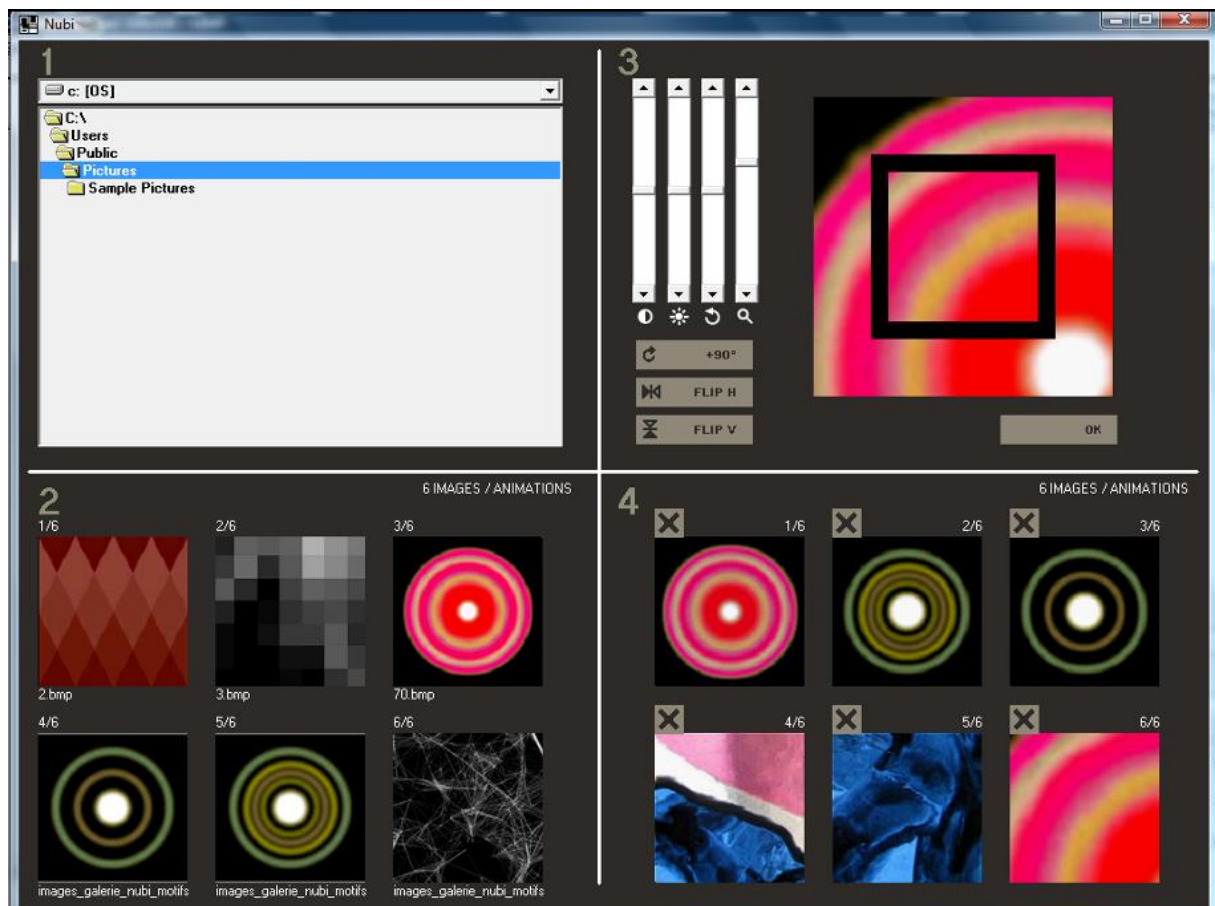 Nubi
1
c: [OS]
C:\
Users
Public
Pictures
Sample Pictures
2
6 IMAGES / ANIMATIONS
1/6
2/6
3/6
2.bmp
3.bmp
70.bmp
4/6
5/6
6/6
images_galerie_nubi_motifs
images_galerie_nubi_motifs
images_galerie_nubi_motifs
3
+90°
FLIP H
FLIP V
OK
4
6 IMAGES / ANIMATIONS
1/6
2/6
3/6
4/6
5/6
6/6